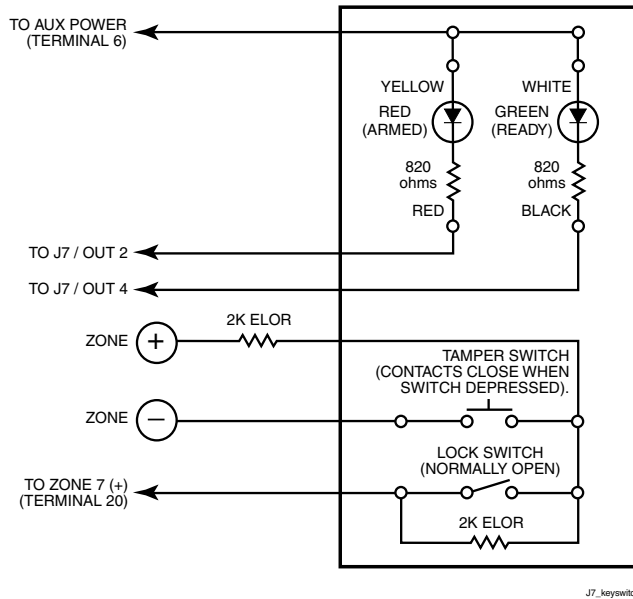 TO AUX POWER
(TERMINAL 6)
YELLOW
WHITE
RED
(ARMED)
GREEN
(READY)
820
ohms
820
ohms
RED
BLACK
TO J7 / OUT 2
TO J7 / OUT 4
2K ELOR
ZONE +
TAMPER SWITCH
(CONTACTS CLOSE WHEN
SWITCH DEPRESSED).
ZONE –
LOCK SWITCH
(NORMALLY OPEN)
TO ZONE 7 (+)
(TERMINAL 20)
2K ELOR